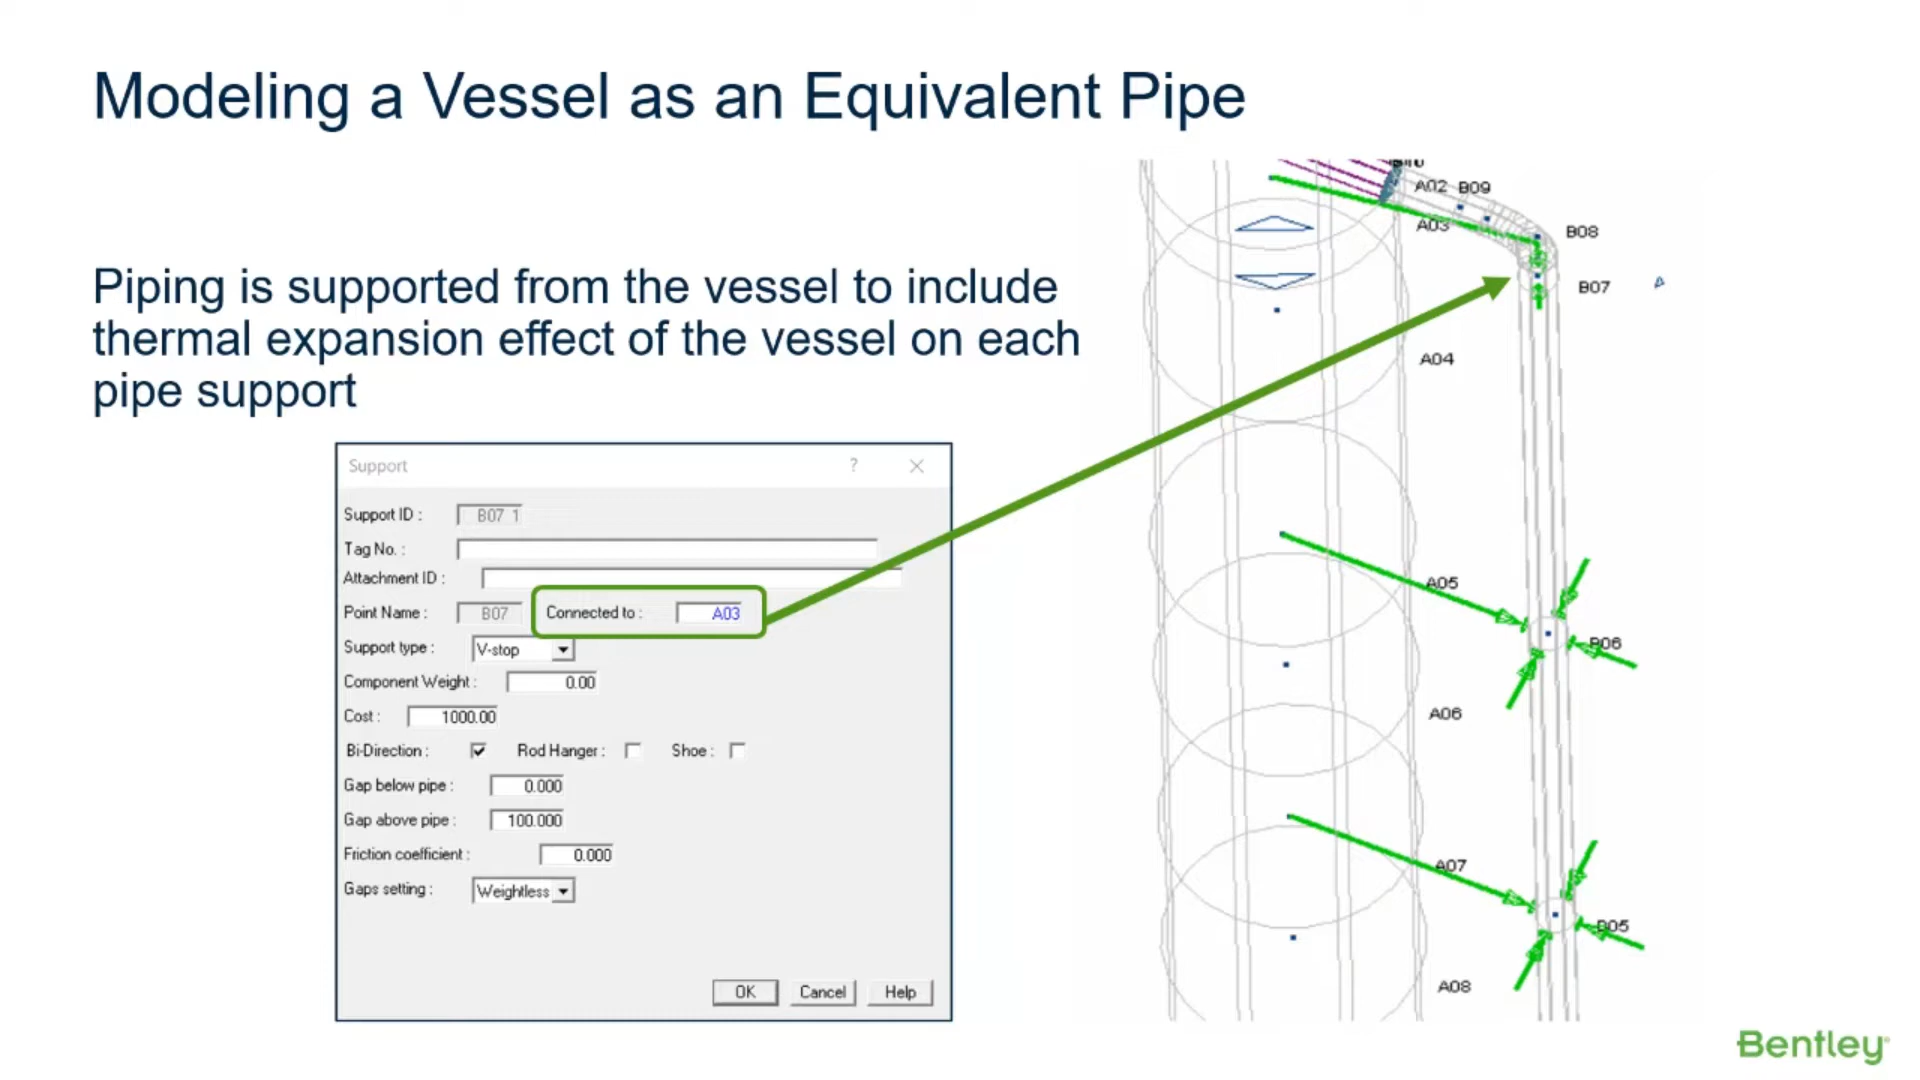 Modeling a Vessel as an Equivalent Pipe
Piping is supported from the vessel to include
thermal expansion effect of the vessel on each
pipe support
Support ?
Support ID : B07 1
Tag No. :
Attachment ID :
Point Name : B07 Connected to : A03
Support type : V-stop
Component Weight : 0.00
Cost : 1000.00
Bi-Direction : Rod Hanger : Shoe :
Gap below pipe : 0.000
Gap above pipe : 100.000
Friction coefficient : 0.000
Gaps setting : Weightless
OK Cancel Help
A02 B09
A03 B08
B07
A04
A05
B06
A06
A07
B05
A08
Bentley